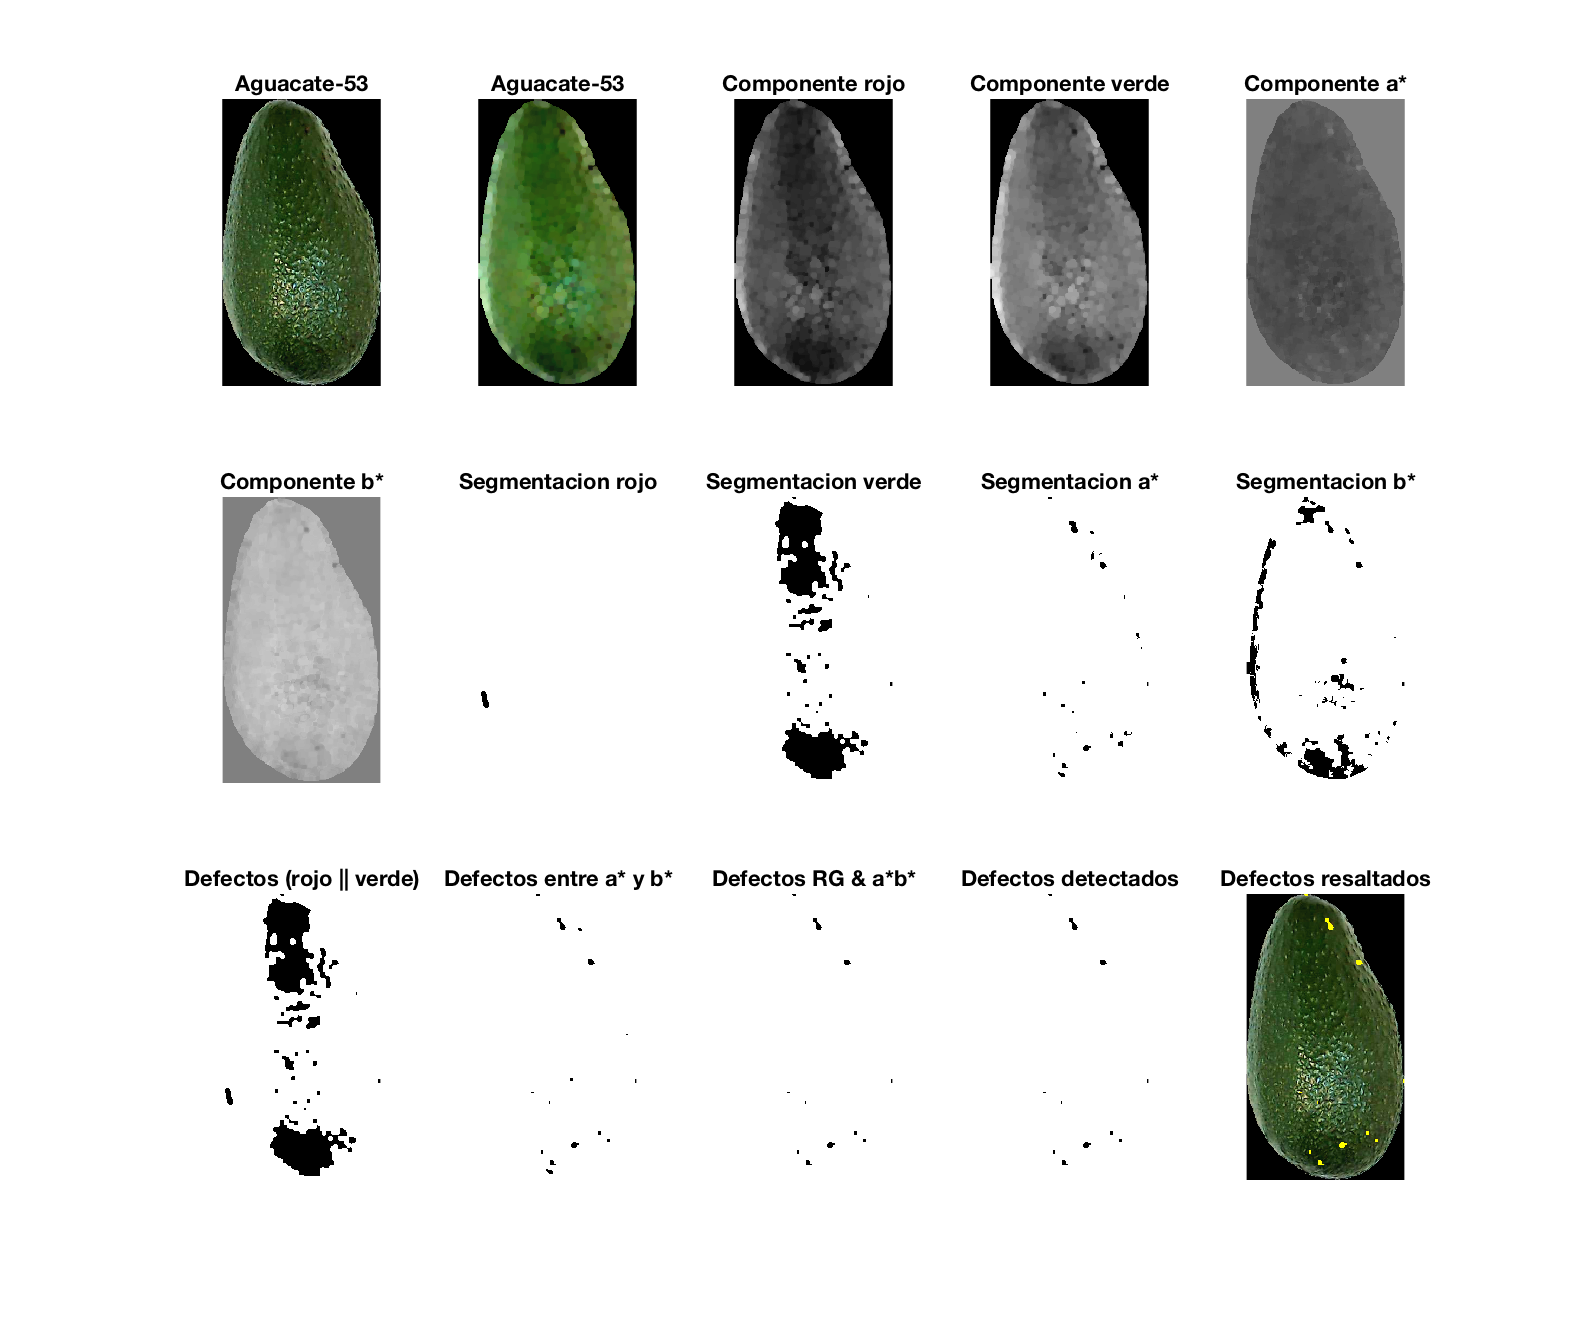 Aguacate-53
Aguacate-53
Componente rojo
Componente verde
Componente a*
Componente b*
Segmentacion rojo
Segmentacion verde
Segmentacion a*
Segmentacion b*
Defectos (rojo || verde)
Defectos entre a* y b*
Defectos RG & a*b*
Defectos detectados
Defectos resaltados